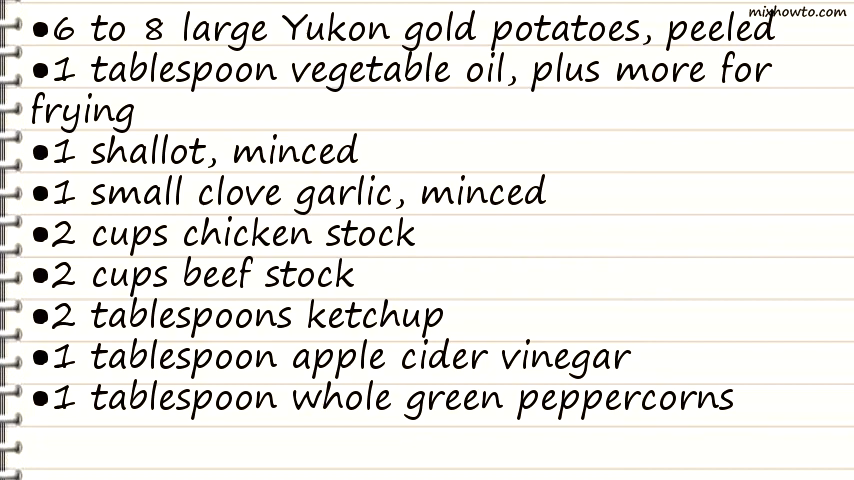 mixhowto.com
•6 to 8 large Yukon gold potatoes, peeled
•1 tablespoon vegetable oil, plus more for
frying
•1 shallot, minced
•1 small clove garlic, minced
•2 cups chicken stock
•2 cups beef stock
•2 tablespoons ketchup
•1 tablespoon apple cider vinegar
•1 tablespoon whole green peppercorns